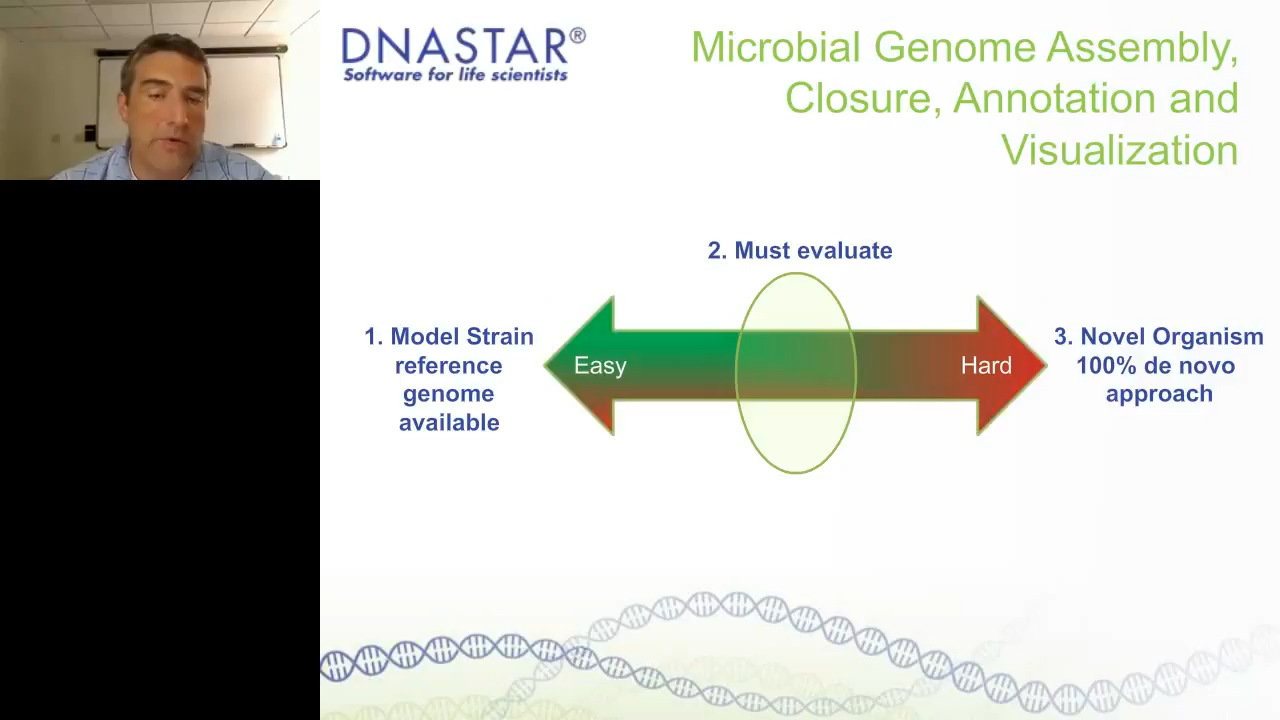 DNASTAR®
Software for life scientists
Microbial Genome Assembly,
Closure, Annotation and
Visualization
2. Must evaluate
1. Model Strain
reference
genome
available
Easy
Hard
3. Novel Organism
100% de novo
approach